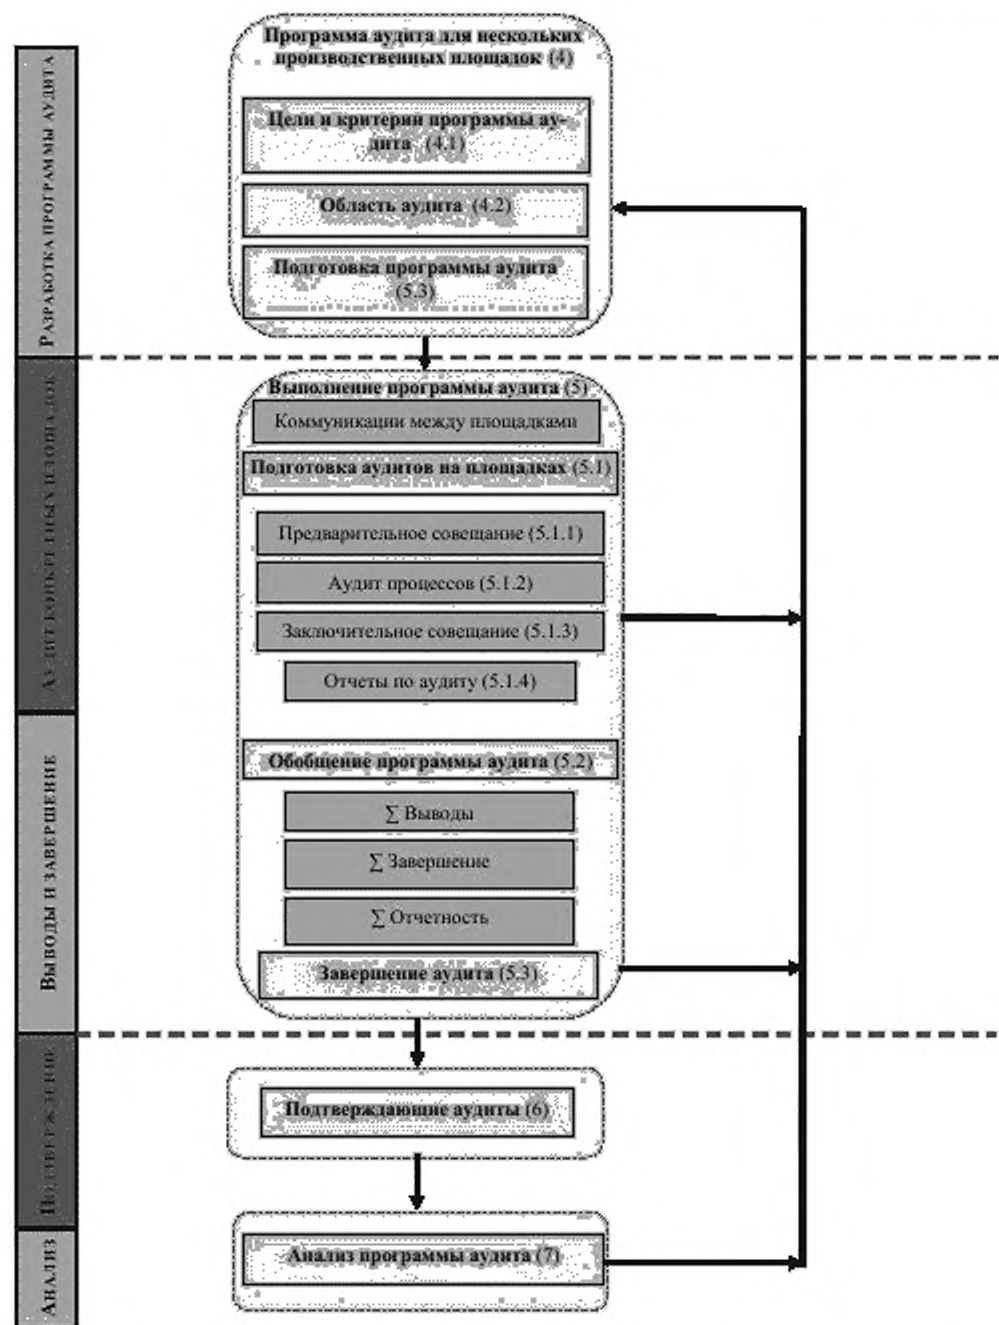 Программа аудита для нескольких
производственных площадок (4)
Цели и критерии программы ау-
дита (4.1)
Область аудита (4.2)
Подготовка программы аудита
(5.3)
РАЗРАБОТКА ПРОГРАММЫ АУДИТА
Выполнение программы аудита (5)
Коммуникации между площадками
Подготовка аудитов на площадках (5.1)
Предварительное совещание (5.1.1)
Аудит процессов (5.1.2)
Заключительное совещание (5.1.3)
Отчеты по аудиту (5.1.4)
АУДИТ КОНКРЕТНЫХ ПЛОЩАДОК
Обобщение программы аудита (5.2)
∑ Выводы
∑ Завершение
∑ Отчетность
Завершение аудита (5.3)
ВЫВОДЫ И ЗАВЕРШЕНИЕ
Подтверждающие аудиты (6)
ПОДТВЕРЖДЕНИЕ
Анализ программы аудита (7)
АНАЛИЗ